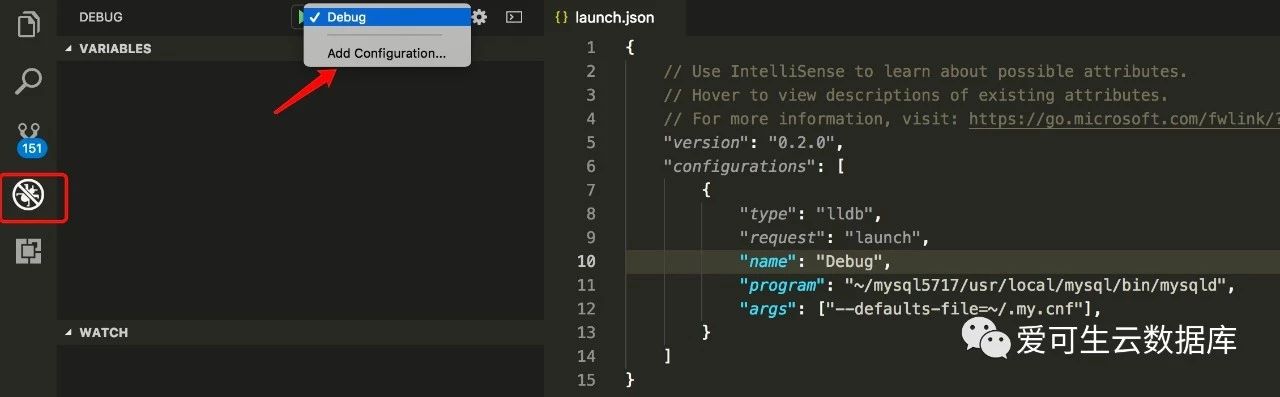 DEBUG
Debug
Add Configuration...
VARIABLES
151
WATCH
{} launch.json
1 {
2 // Use IntelliSense to learn about possible attributes.
3 // Hover to view descriptions of existing attributes.
4 // For more information, visit: https://go.microsoft.com/fwlink/?
5 "version": "0.2.0",
6 "configurations": [
7 {
8 "type": "lldb",
9 "request": "launch",
10 "name": "Debug",
11 "program": "~/mysql5717/usr/local/mysql/bin/mysqld",
12 "args": ["--defaults-file=~/.my.cnf"],
13 }
14 ]
15 }
爱可生云数据库